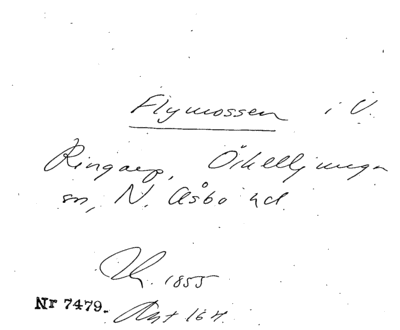 Flymossen i V.
Ringarp, Örkelljunga
sn, N. Åsbo hd
1855
Nr 7479.